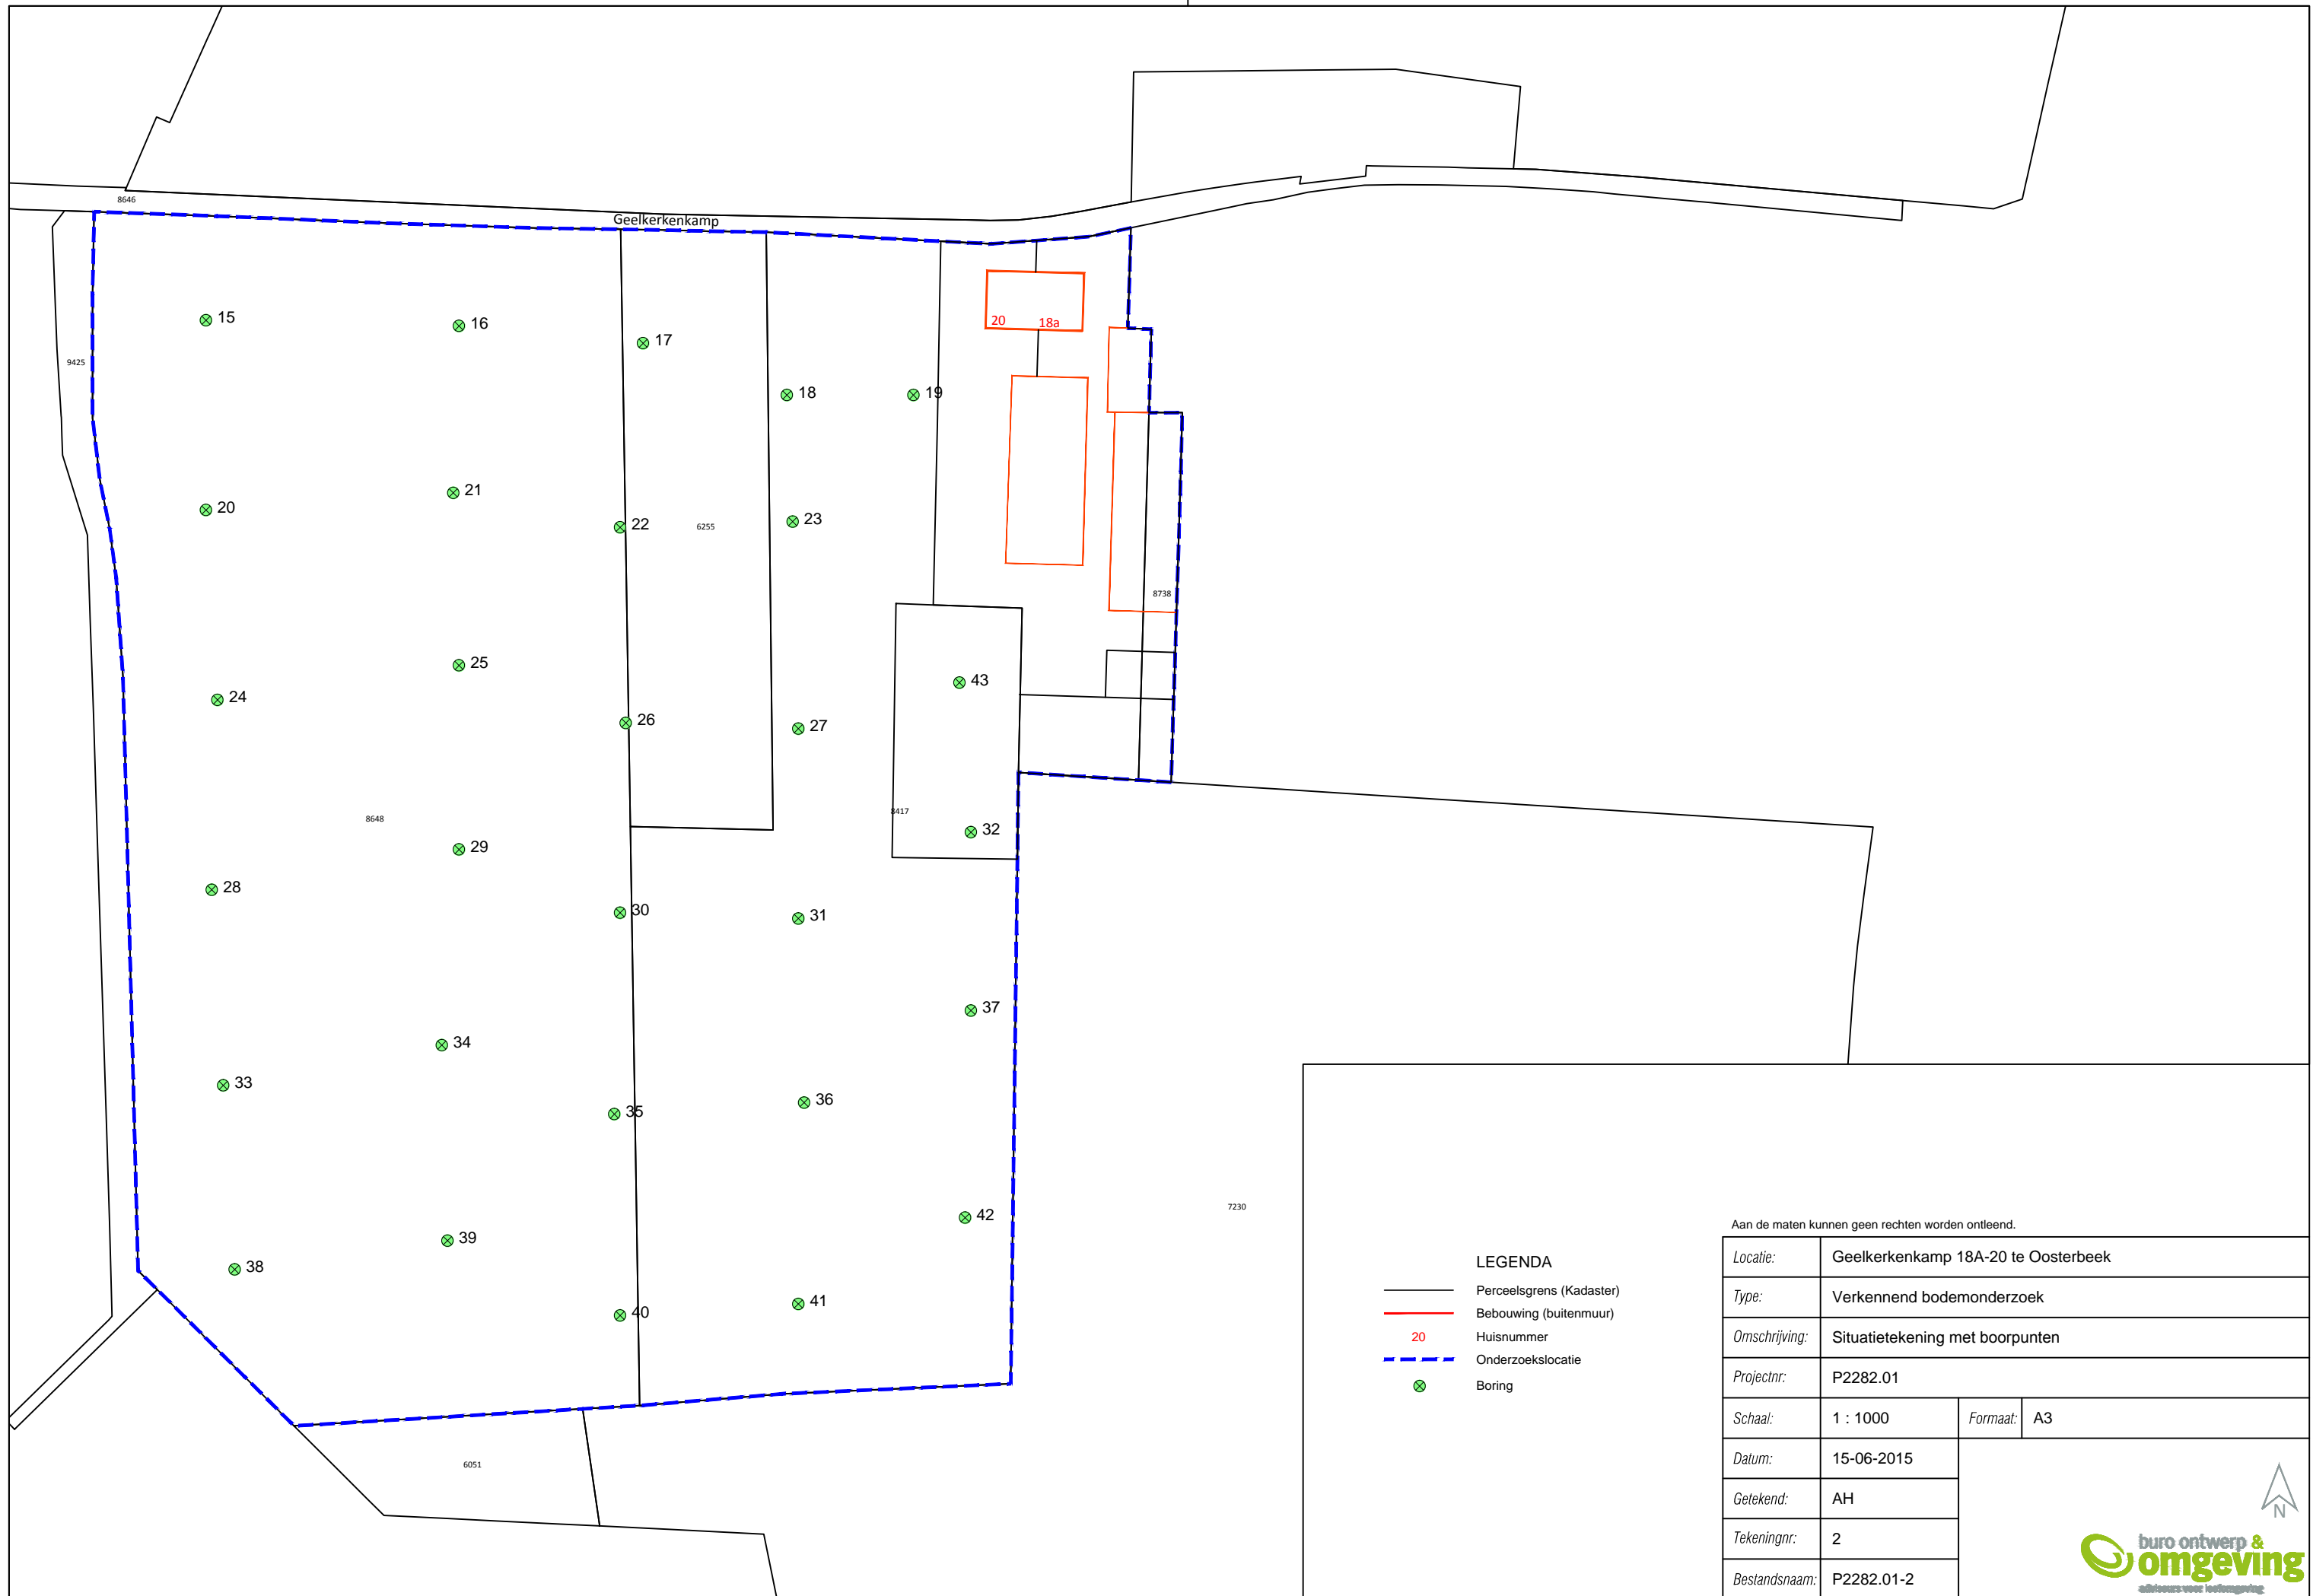 8646
Geelkerkenkamp
15
16
17
20 18a
9425
18
19
20
21
22
6255
23
8738
24
25
26
27
43
8648
8417
28
29
30
31
32
33
34
35
36
37
38
39
40
41
42
7230
6051
LEGENDA
Perceelsgrens (Kadaster)
Bebouwing (buitenmuur)
20 Huisnummer
Onderzoekslocatie
Boring
Aan de maten kunnen geen rechten worden ontleend.
Locatie: Geelkerkenkamp 18A-20 te Oosterbeek
Type: Verkennend bodemonderzoek
Omschrijving: Situatietekening met boorpunten
Projectnr: P2282.01
Schaal: 1 : 1000 Formaat: A3
Datum: 15-06-2015
Getekend: AH
Tekeningnr: 2
Bestandsnaam: P2282.01-2
N
buro ontwerp &
omgeving
adviseurs voor leefomgeving